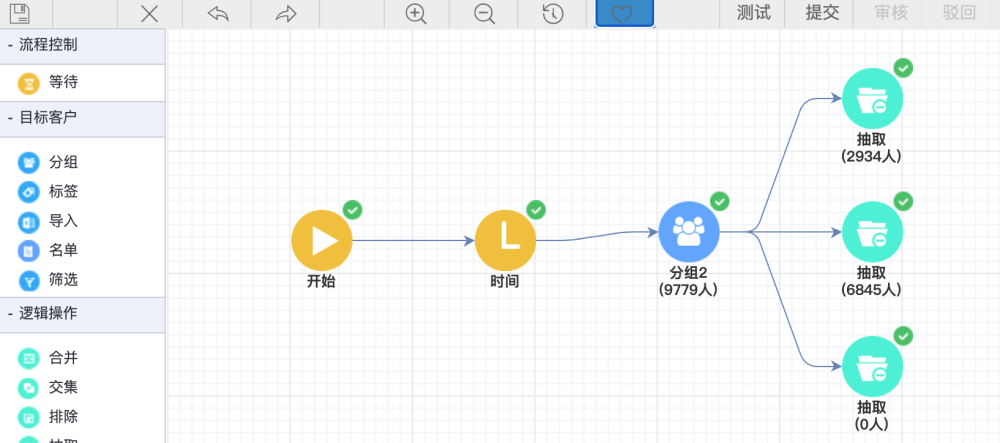 测试
提交
审核
驳回
- 流程控制
等待
- 目标客户
分组
标签
导入
名单
筛选
- 逻辑操作
合并
交集
排除
抽取
开始
时间
分组2
(9779人)
抽取
(2934人)
抽取
(6845人)
抽取
(0人)